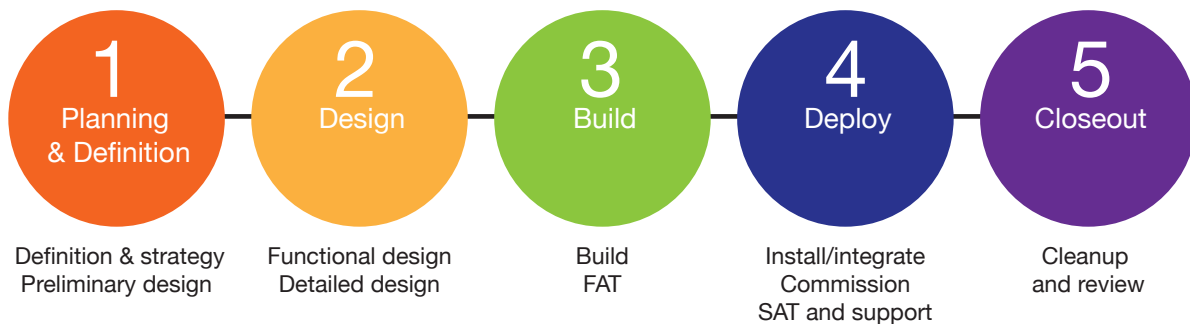 1
Planning
& Definition
2
Design
3
Build
4
Deploy
5
Closeout
Definition & strategy
Preliminary design
Functional design
Detailed design
Build
FAT
Install/integrate
Commission
SAT and support
Cleanup
and review